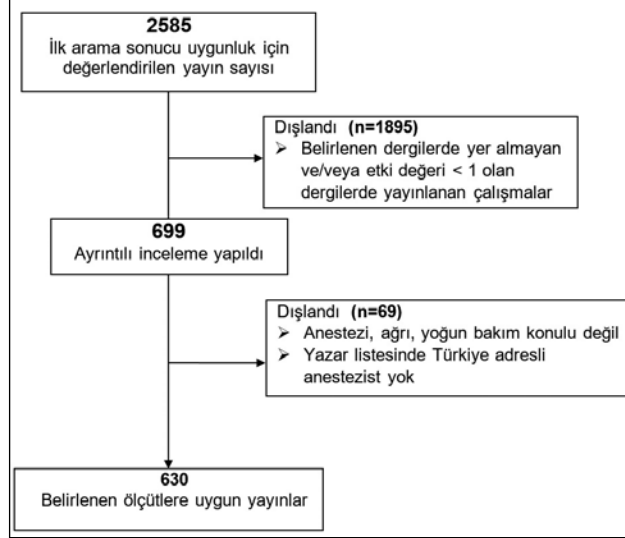 2585
İlk arama sonucu uygunluk için
değerlendirilen yayın sayısı
Dışlandı (n=1895)
➢ Belirlenen dergilerde yer almayan
ve/veya etki değeri < 1 olan
dergilerde yayınlanan çalışmalar
699
Ayrıntılı inceleme yapıldı
Dışlandı (n=69)
➢ Anestezi, ağrı, yoğun bakım konulu değil
➢ Yazar listesinde Türkiye adresli
anestezist yok
630
Belirlenen ölçütlere uygun yayınlar